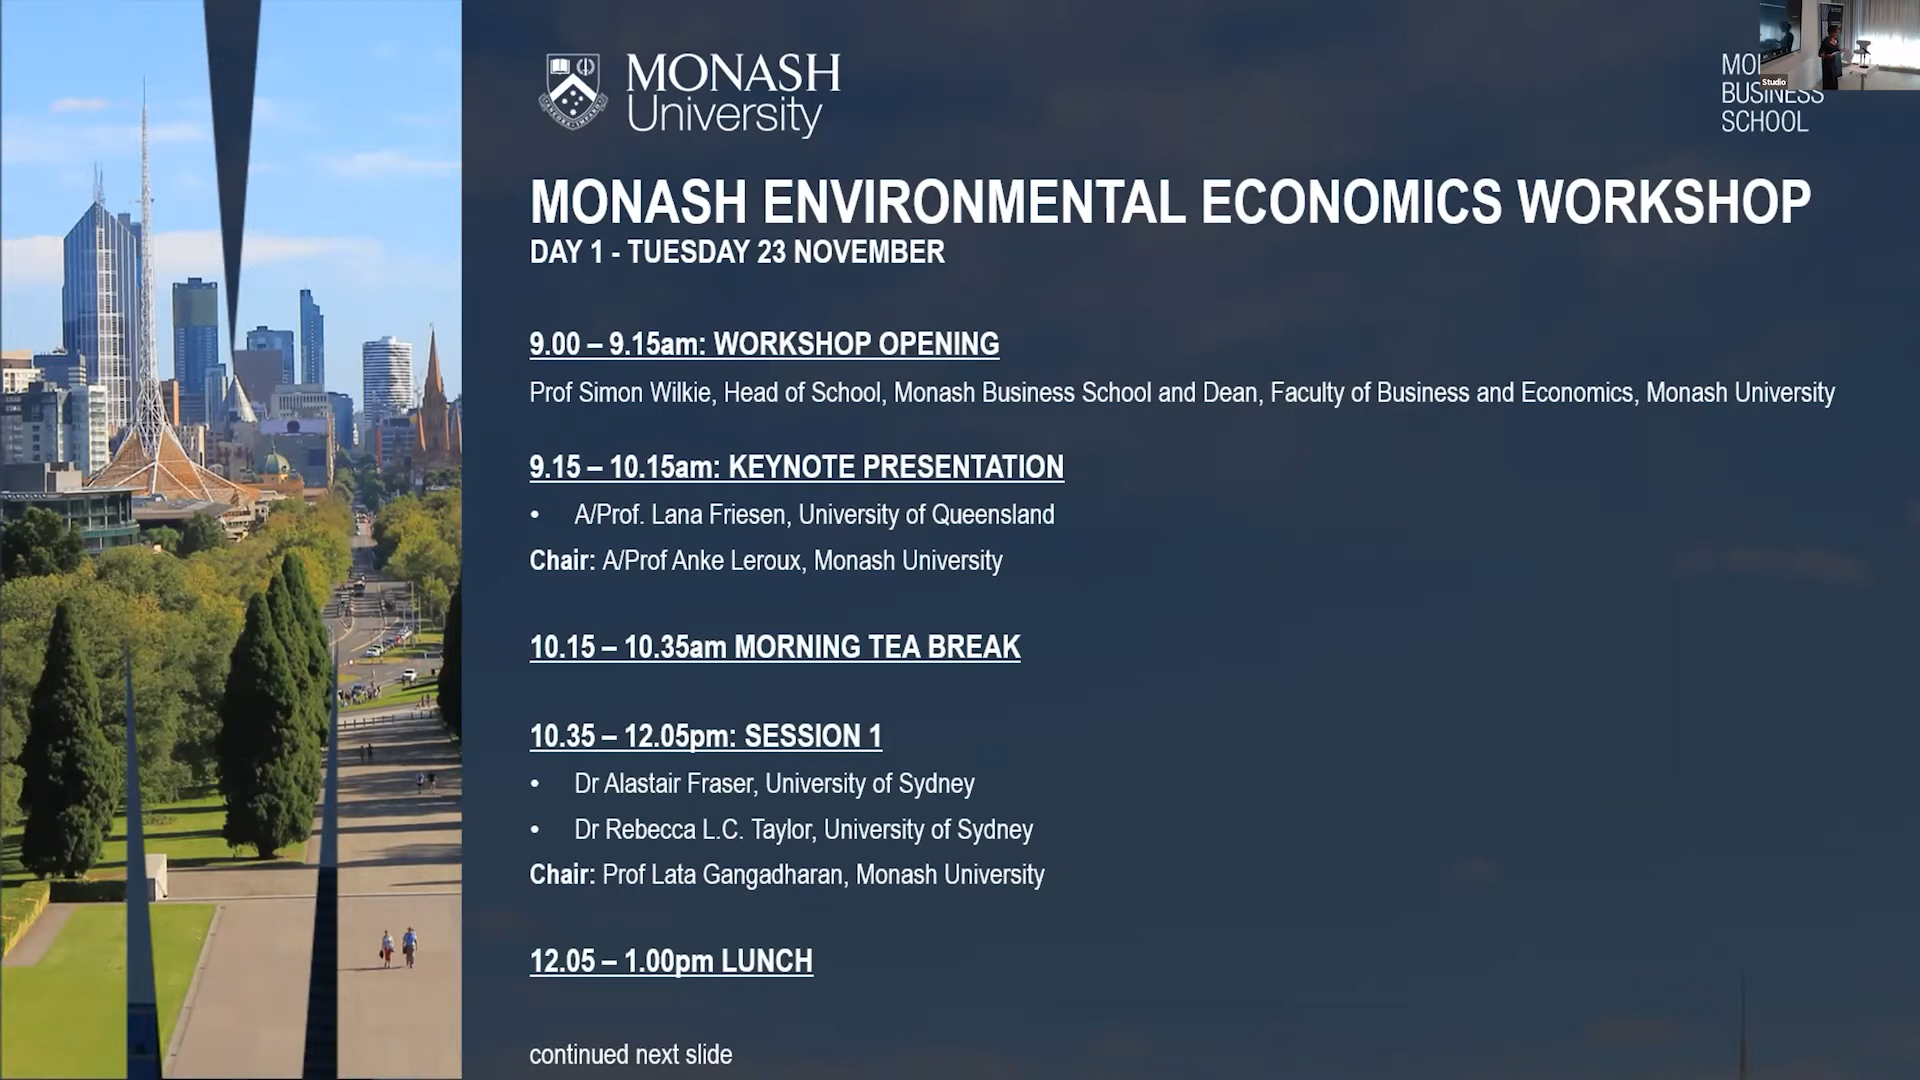 MONASH
University
BUSINESS
SCHOOL
Studio
MONASH ENVIRONMENTAL ECONOMICS WORKSHOP
DAY 1 - TUESDAY 23 NOVEMBER
9.00 – 9.15am: WORKSHOP OPENING
Prof Simon Wilkie, Head of School, Monash Business School and Dean, Faculty of Business and Economics, Monash University
9.15 – 10.15am: KEYNOTE PRESENTATION
• A/Prof. Lana Friesen, University of Queensland
Chair: A/Prof Anke Leroux, Monash University
10.15 – 10.35am MORNING TEA BREAK
10.35 – 12.05pm: SESSION 1
• Dr Alastair Fraser, University of Sydney
• Dr Rebecca L.C. Taylor, University of Sydney
Chair: Prof Lata Gangadharan, Monash University
12.05 – 1.00pm LUNCH
continued next slide